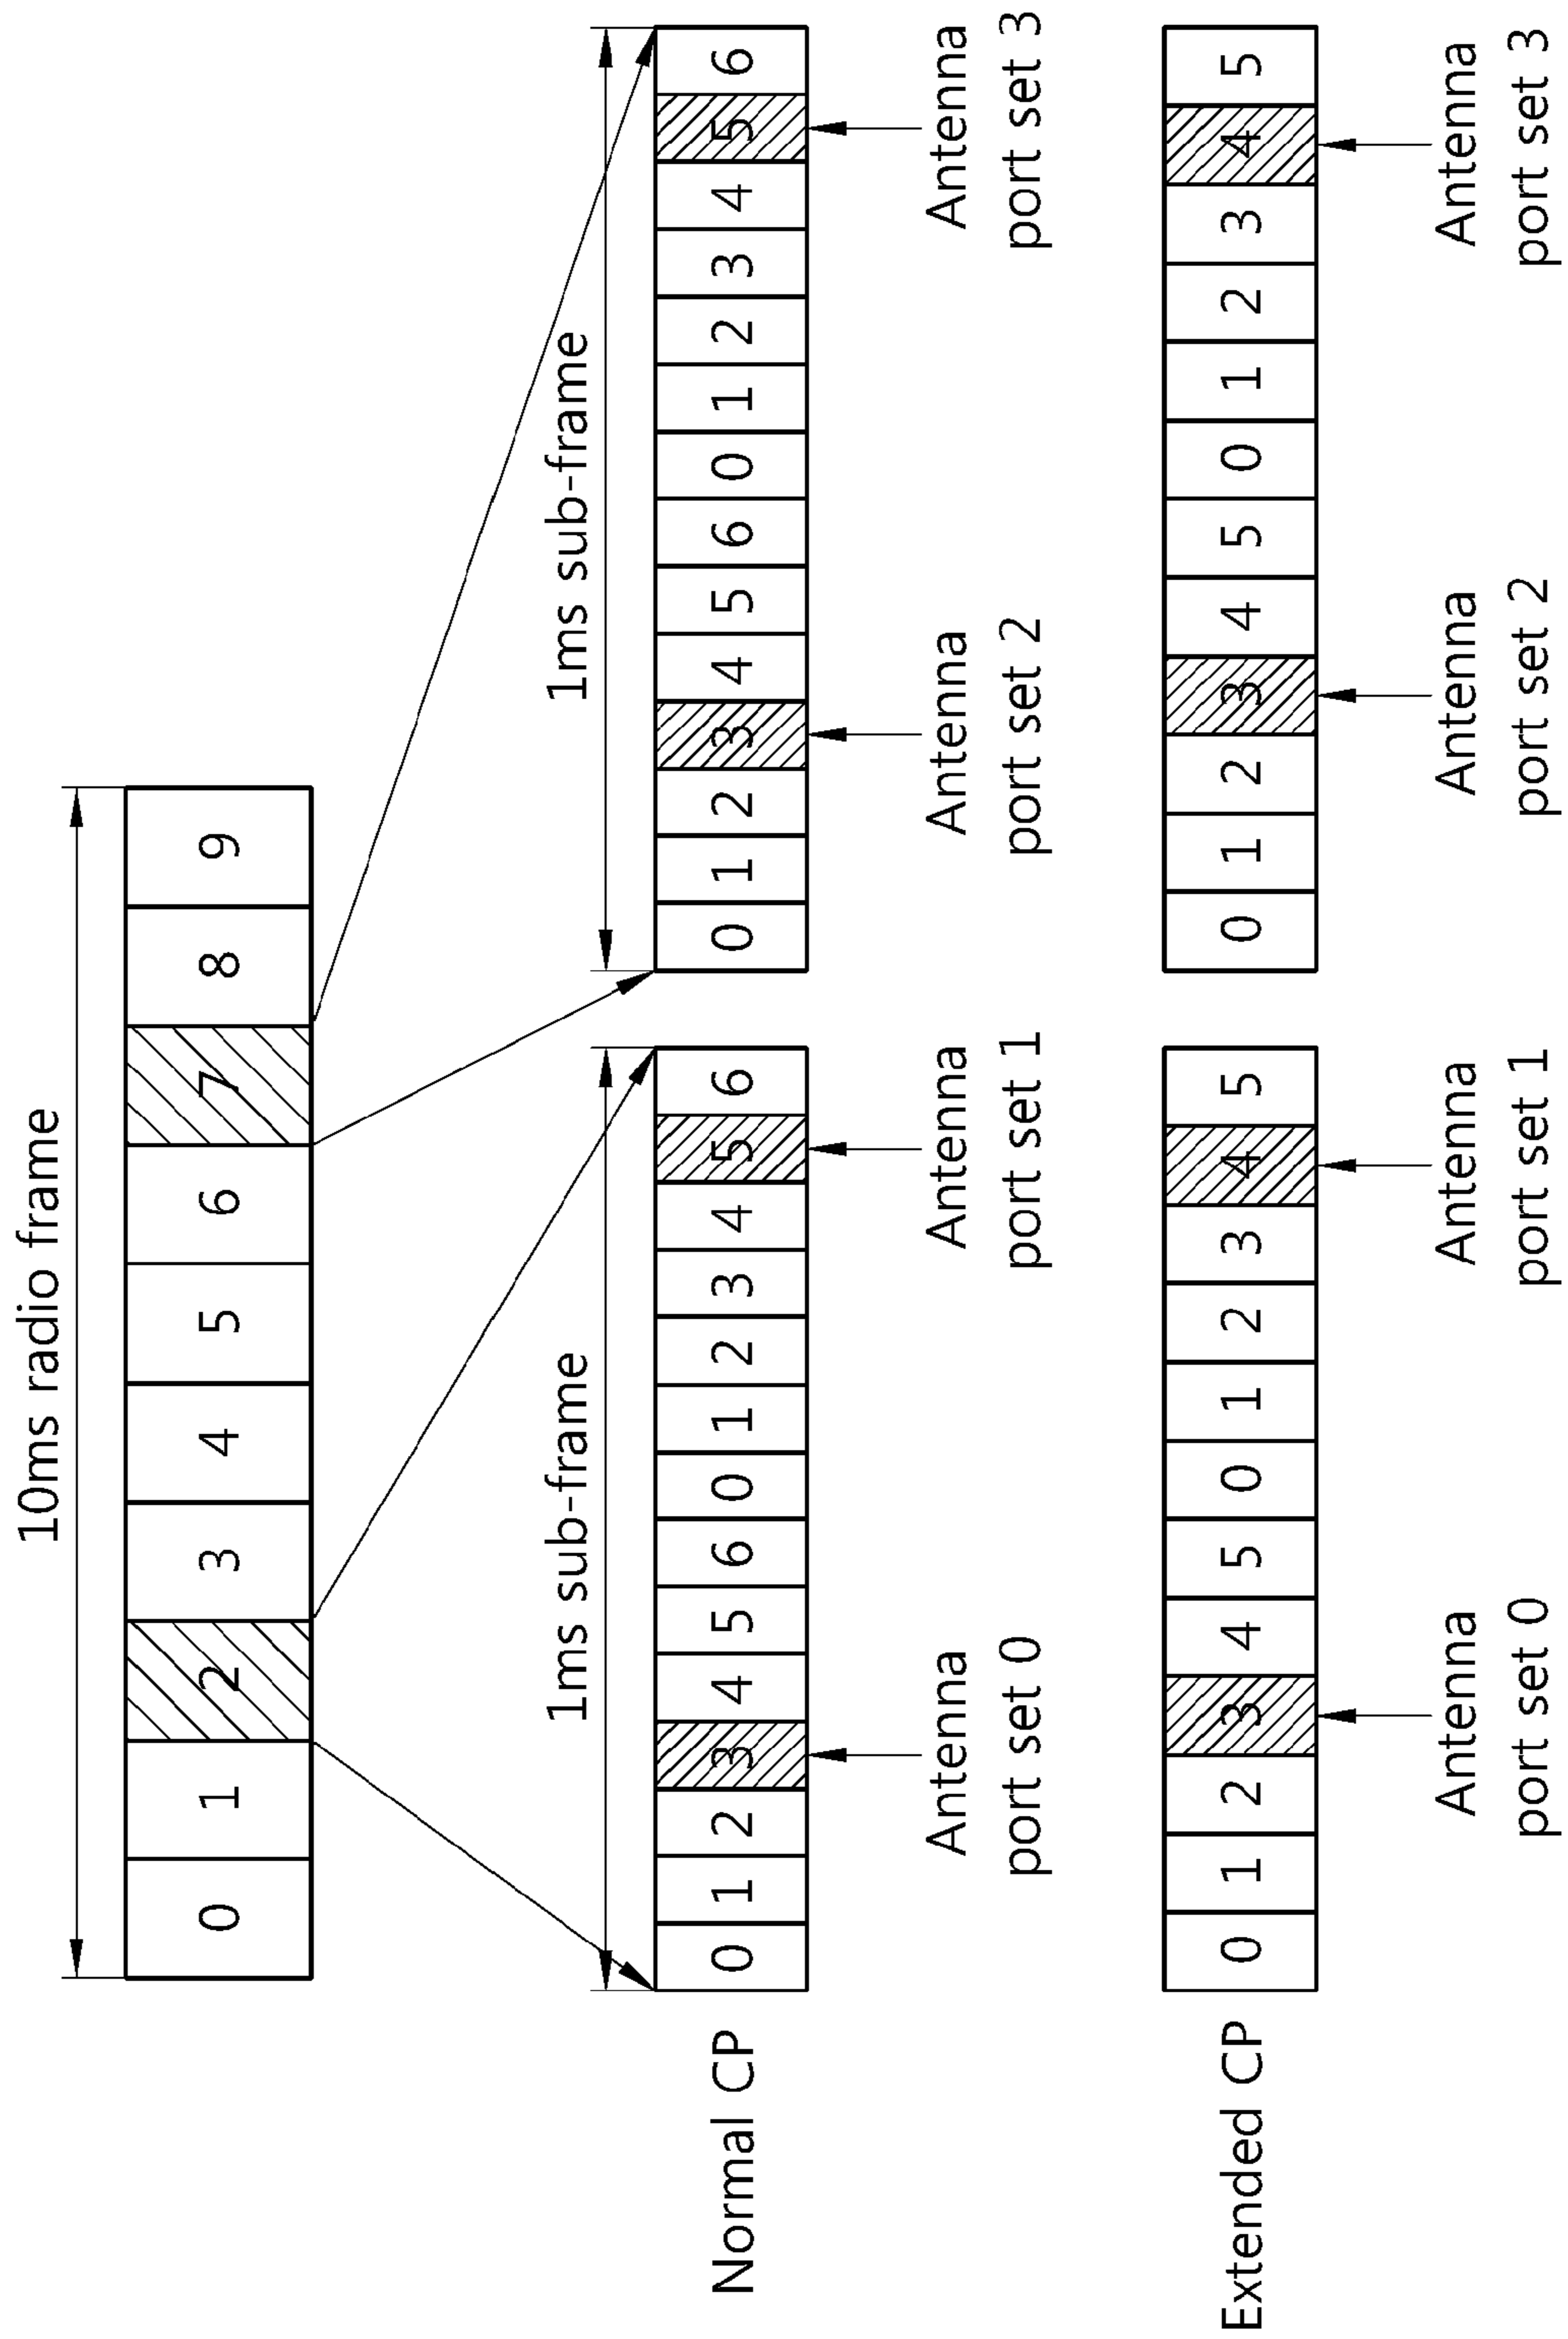 10ms radio frame
0 1 2 3 4 5 6 7 8 9
1ms sub-frame 1ms sub-frame
Normal CP 0 1 2 3 4 5 6 0 1 2 3 4 5 6 0 1 2 3 4 5 6 0 1 2 3 4 5 6
Antenna Antenna Antenna Antenna
port set 0 port set 1 port set 2 port set 3
Extended CP 0 1 2 3 4 5 0 1 2 3 4 5 0 1 2 3 4 5 0 1 2 3 4 5
Antenna Antenna Antenna Antenna
port set 0 port set 1 port set 2 port set 3